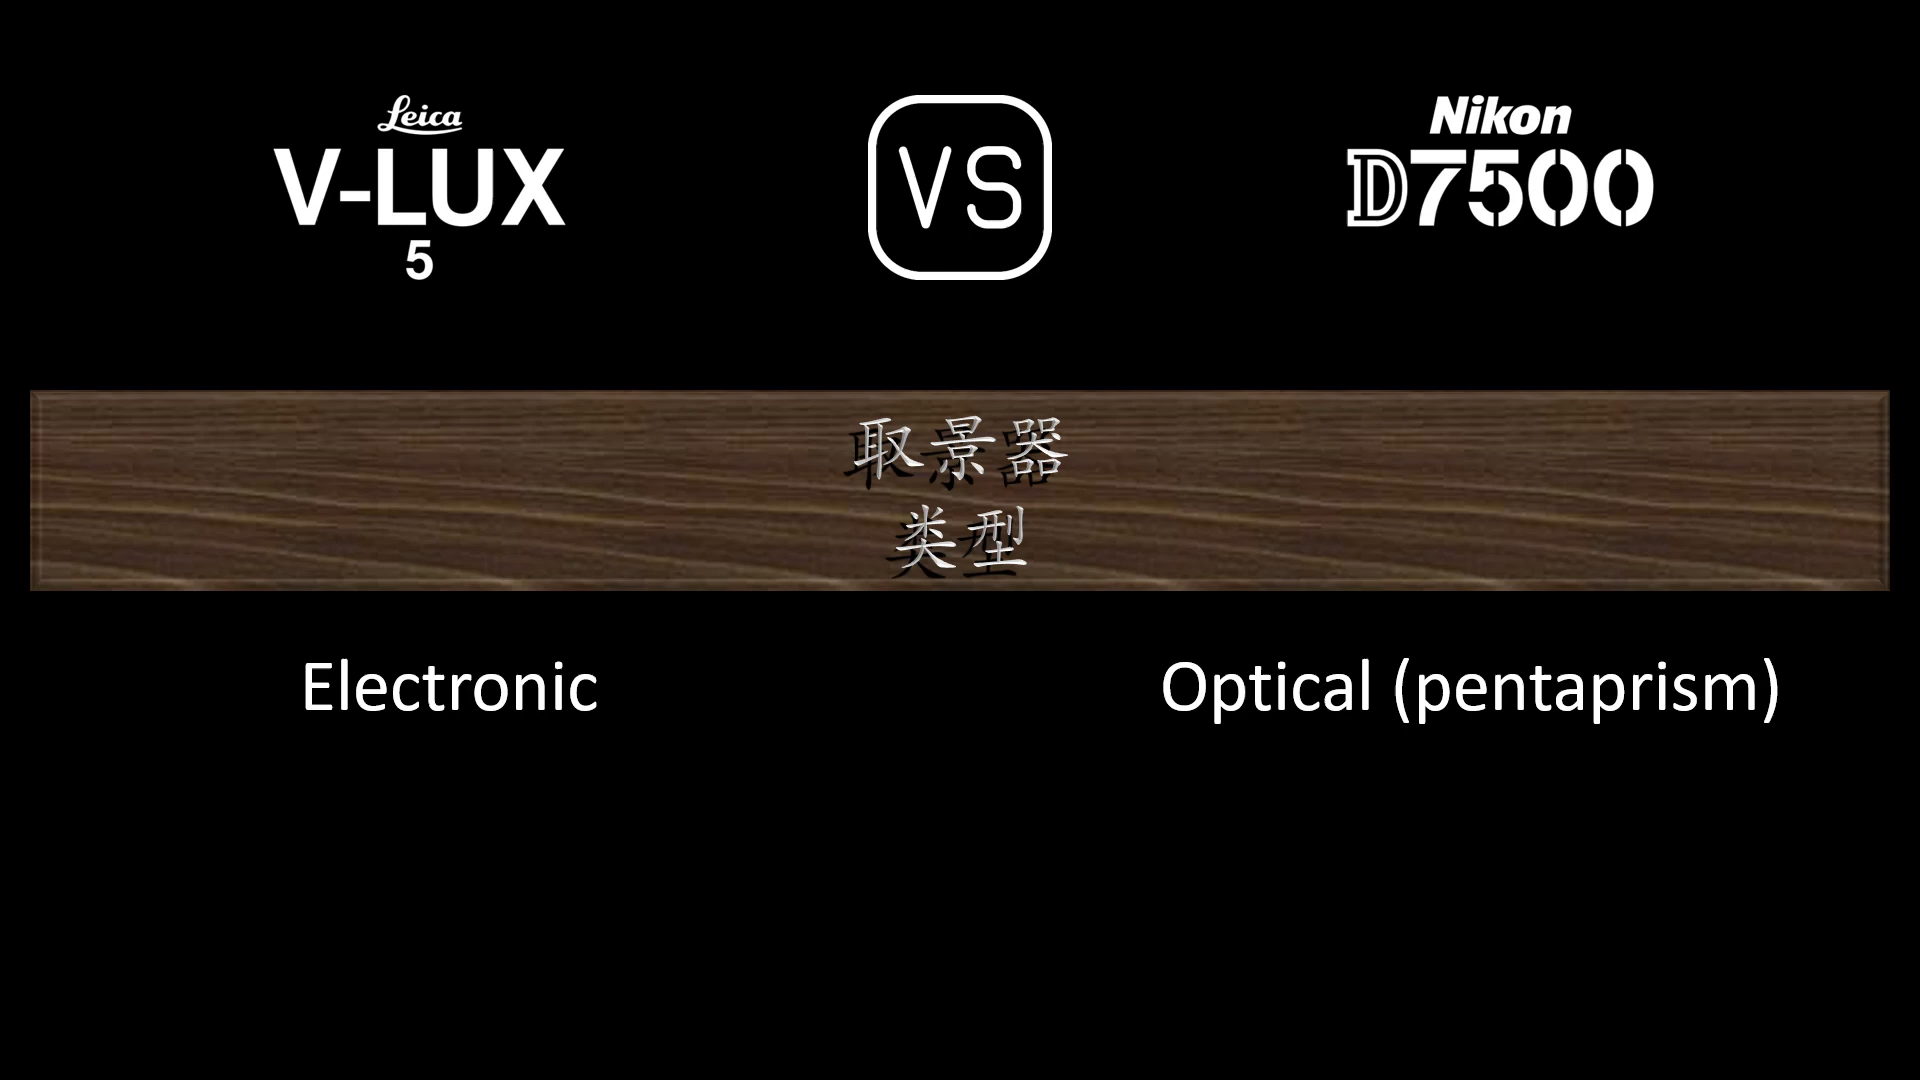 Leica
V-LUX
5
VS
Nikon
D7500
取景器
类型
Electronic
Optical (pentaprism)